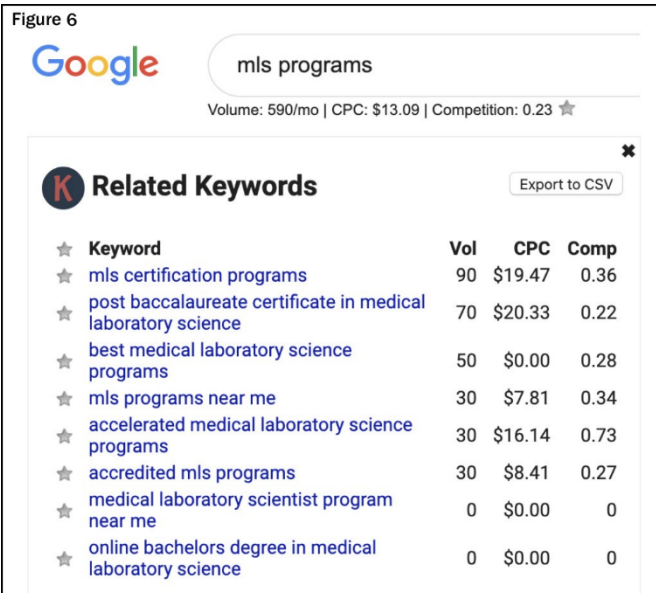 Figure 6
Google
mls programs
Volume: 590/mo | CPC: $13.09 | Competition: 0.23
K Related Keywords
Export to CSV
Keyword Vol CPC Comp
mls certification programs 90 $19.47 0.36
post baccalaureate certificate in medical
laboratory science 70 $20.33 0.22
best medical laboratory science
programs 50 $0.00 0.28
mls programs near me 30 $7.81 0.34
accelerated medical laboratory science
programs 30 $16.14 0.73
accredited mls programs 30 $8.41 0.27
medical laboratory scientist program
near me 0 $0.00 0
online bachelors degree in medical
laboratory science 0 $0.00 0